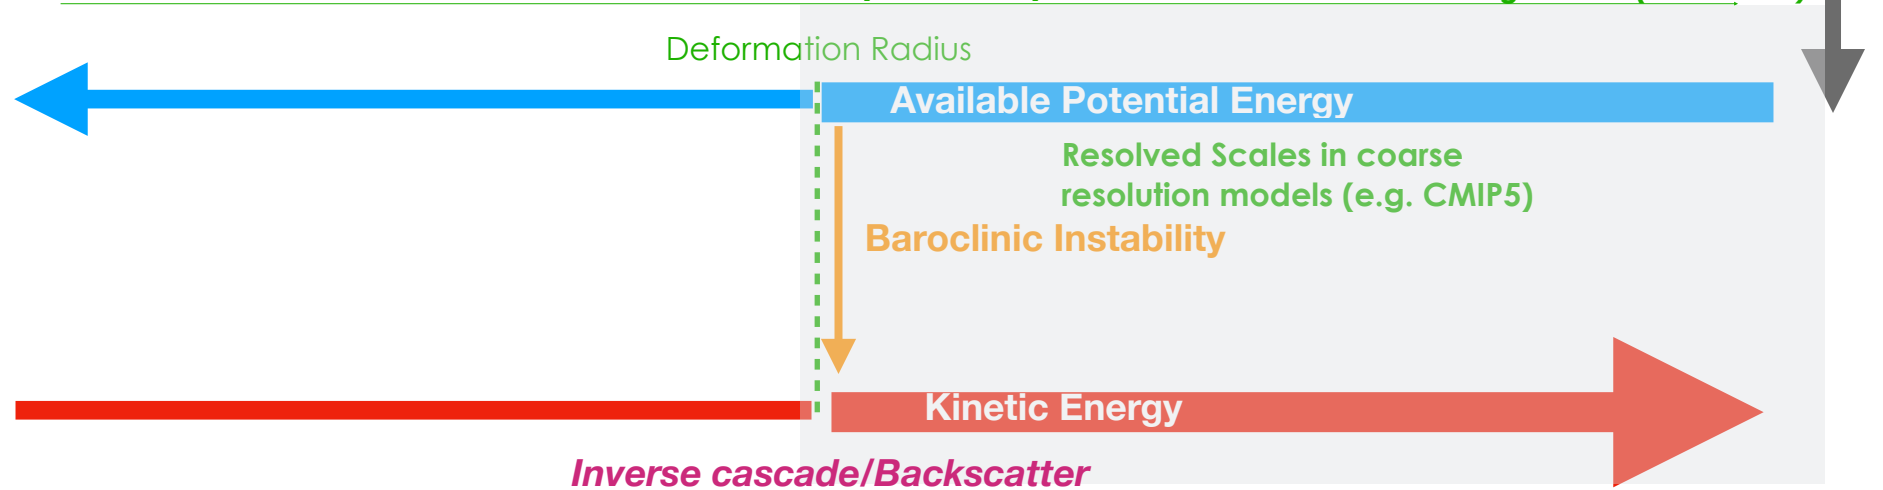 Deformation Radius
Available Potential Energy
Resolved Scales in coarse
resolution models (e.g. CMIP5)
Baroclinic Instability
Kinetic Energy
Inverse cascade/Backscatter